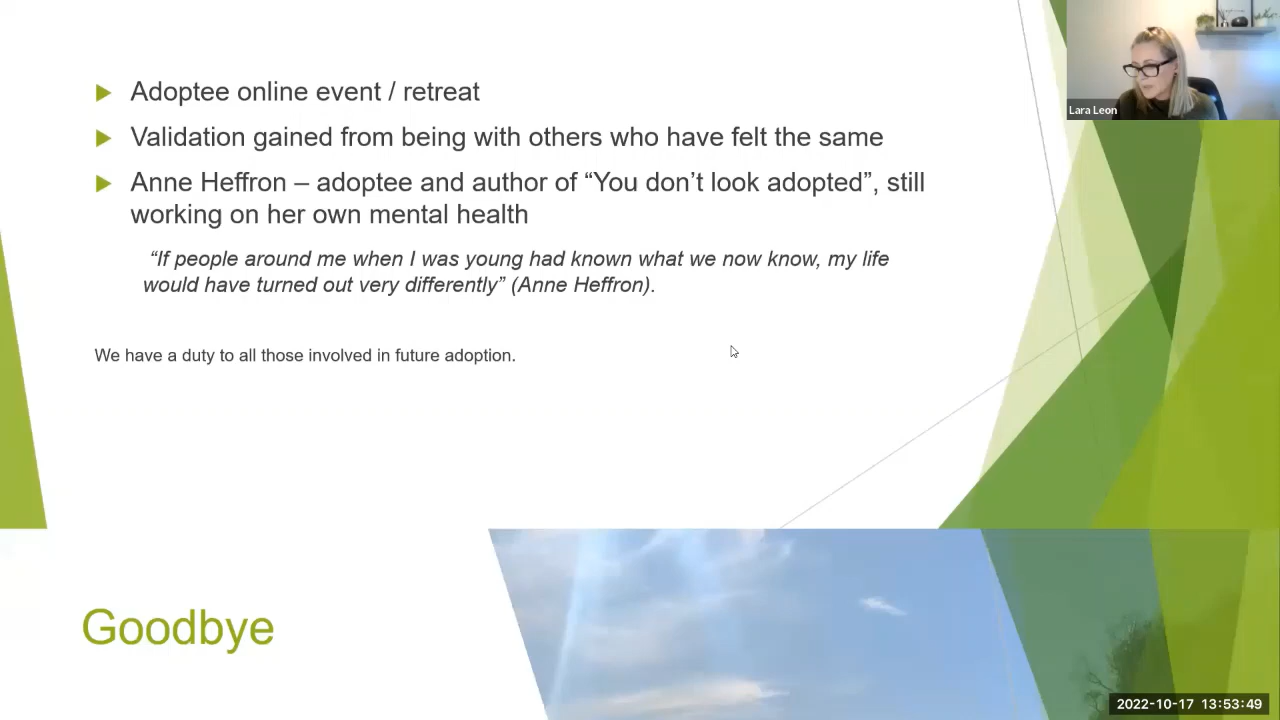 Adoptee online event / retreat
Validation gained from being with others who have felt the same
Anne Heffron – adoptee and author of “You don’t look adopted”, still
working on her own mental health
“If people around me when I was young had known what we now know, my life
would have turned out very differently” (Anne Heffron).
We have a duty to all those involved in future adoption.
Goodbye
Lara Leon
2022-10-17 13:53:49